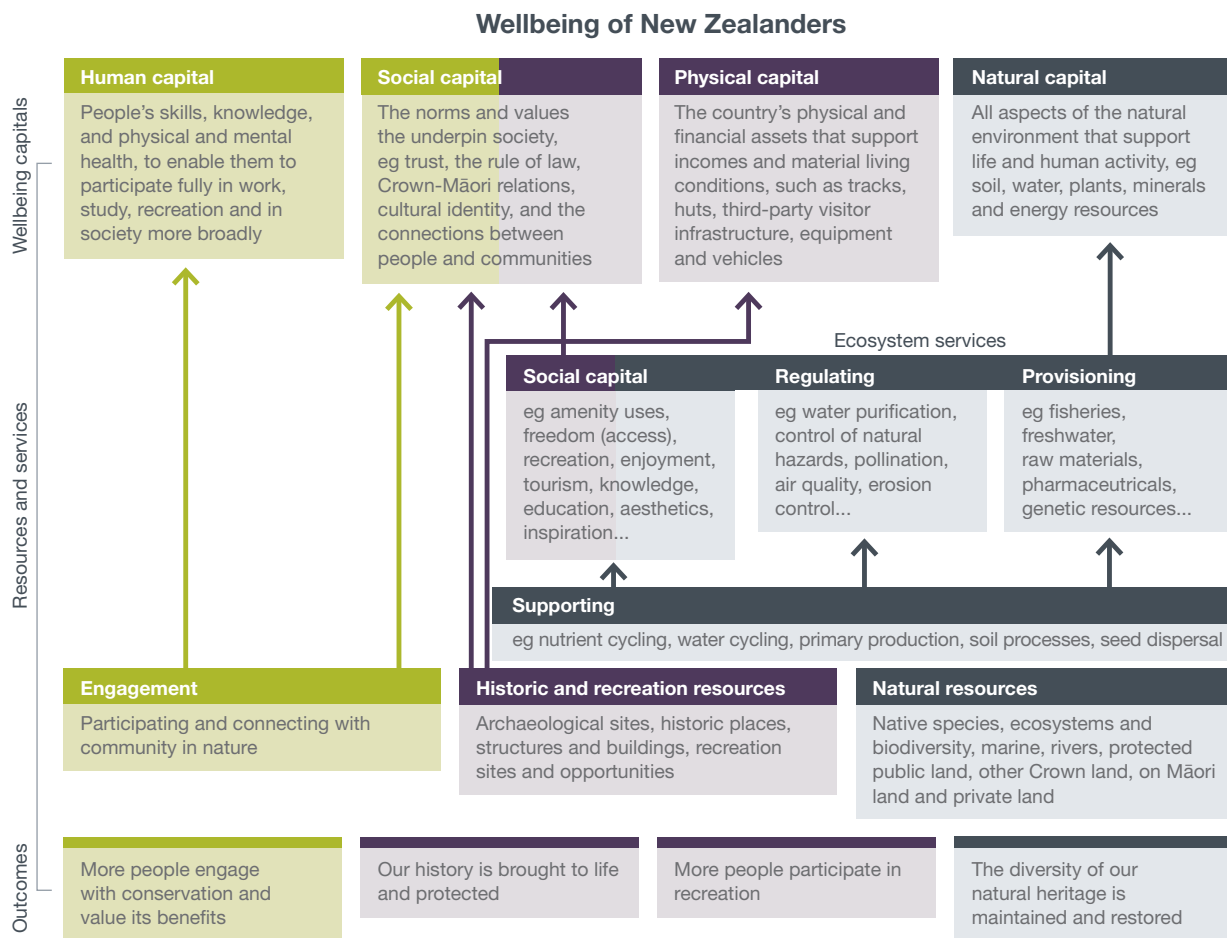 Wellbeing of New Zealanders
Wellbeing capitals
Human capital
People's skills, knowledge,
and physical and mental
health, to enable them to
participate fully in work,
study, recreation and in
society more broadly
Social capital
The norms and values
the underpin society,
eg trust, the rule of law,
Crown-Māori relations,
cultural identity, and the
connections between
people and communities
Physical capital
The country's physical and
financial assets that support
incomes and material living
conditions, such as tracks,
huts, third-party visitor
infrastructure, equipment
and vehicles
Natural capital
All aspects of the natural
environment that support
life and human activity, eg
soil, water, plants, minerals
and energy resources
Resources and services
Ecosystem services
Social capital
eg amenity uses,
freedom (access),
recreation, enjoyment,
tourism, knowledge,
education, aesthetics,
inspiration...
Regulating
eg water purification,
control of natural
hazards, pollination,
air quality, erosion
control...
Provisioning
eg fisheries,
freshwater,
raw materials,
pharmaceutricals,
genetic resources...
Supporting
eg nutrient cycling, water cycling, primary production, soil processes, seed dispersal
Engagement
Participating and connecting with
community in nature
Historic and recreation resources
Archaeological sites, historic places,
structures and buildings, recreation
sites and opportunities
Natural resources
Native species, ecosystems and
biodiversity, marine, rivers, protected
public land, other Crown land, on Māori
land and private land
Outcomes
More people engage
with conservation and
value its benefits
Our history is brought to life
and protected
More people participate in
recreation
The diversity of our
natural heritage is
maintained and restored